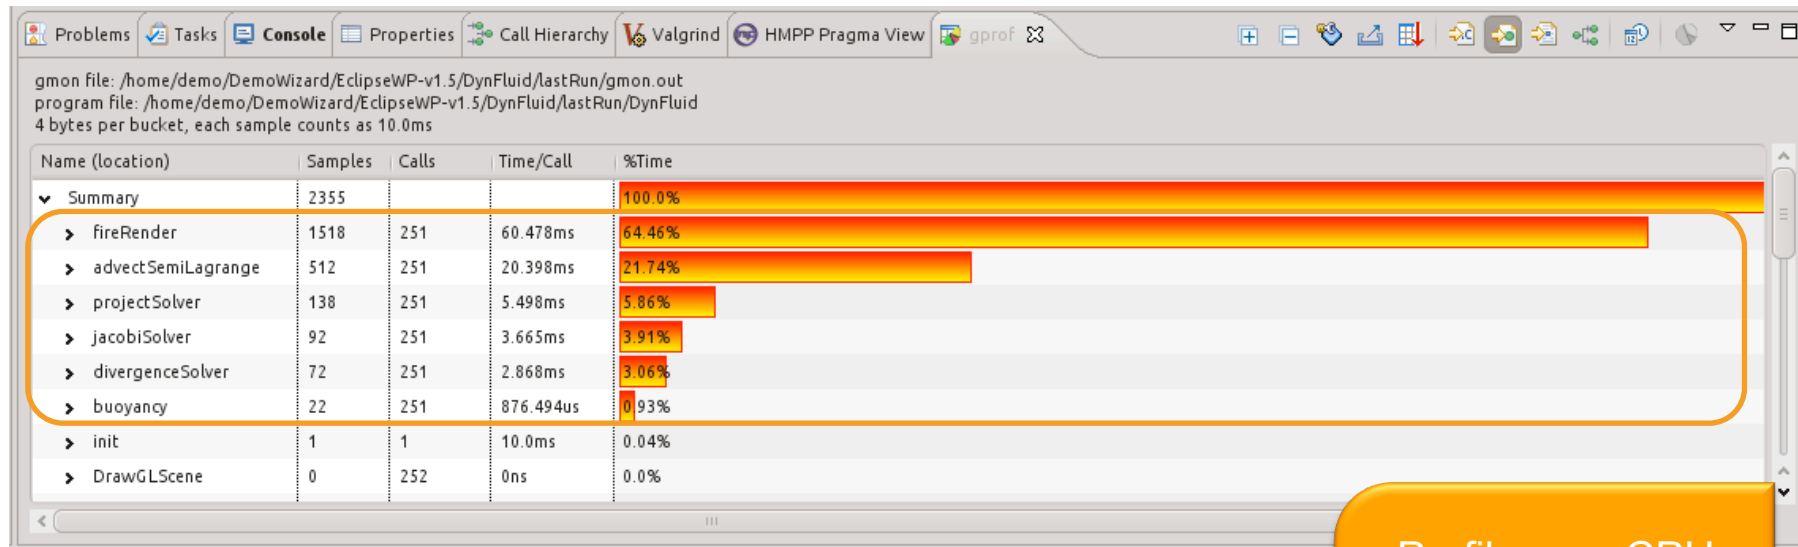 Problems Tasks Console Properties Call Hierarchy Valgrind HMPP Pragma View gprof
gmon file: /home/demo/DemoWizard/EclipseWP-v1.5/DynFluid/lastRun/gmon.out
program file: /home/demo/DemoWizard/EclipseWP-v1.5/DynFluid/lastRun/DynFluid
4 bytes per bucket, each sample counts as 10.0ms
Name (location) Samples Calls Time/Call %Time
Summary 2355 100.0%
fireRender 1518 251 60.478ms 64.46%
advectSemiLagrange 512 251 20.398ms 21.74%
projectSolver 138 251 5.498ms 5.86%
jacobiSolver 92 251 3.665ms 3.91%
divergenceSolver 72 251 2.868ms 3.06%
buoyancy 22 251 876.494us 0.93%
init 1 1 10.0ms 0.04%
DrawGLScene 0 252 0ns 0.0%